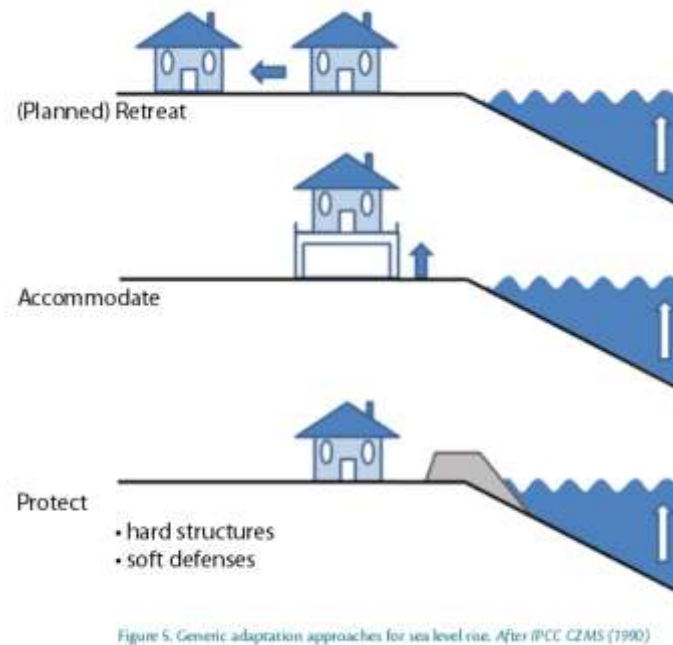 (Planned) Retreat
Accommodate
Protect
• hard structures
• soft defenses
Figure 5. Generic adaptation approaches for sea level rise. After IPCC CZMS (1990)